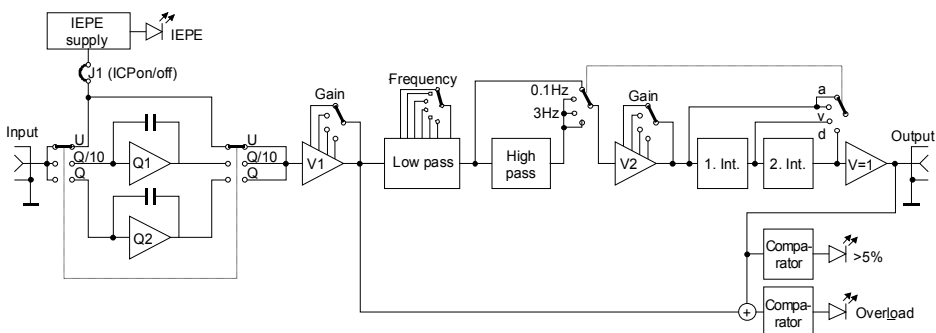 IEPE
supply
IEPE
J1 (ICPon/off)
Input
U
Q/10
Q
Q1
Q2
U
Q/10
Q
Gain
V1
Frequency
Low pass
High
pass
0.1Hz
3Hz
Gain
V2
1. Int.
2. Int.
a
v
d
V=1
Output
Compa-
rator
>5%
+
Compa-
rator
Overload